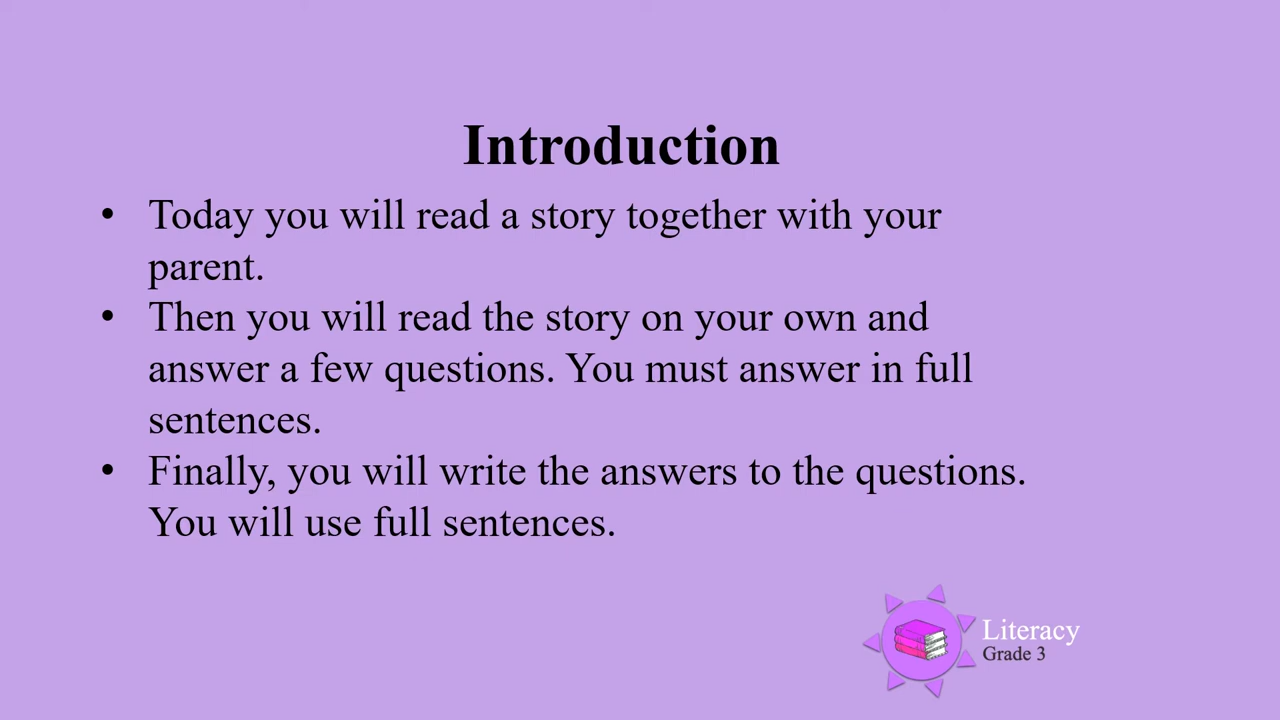 Introduction
• Today you will read a story together with your
parent.
• Then you will read the story on your own and
answer a few questions. You must answer in full
sentences.
• Finally, you will write the answers to the questions.
You will use full sentences.
Literacy
Grade 3